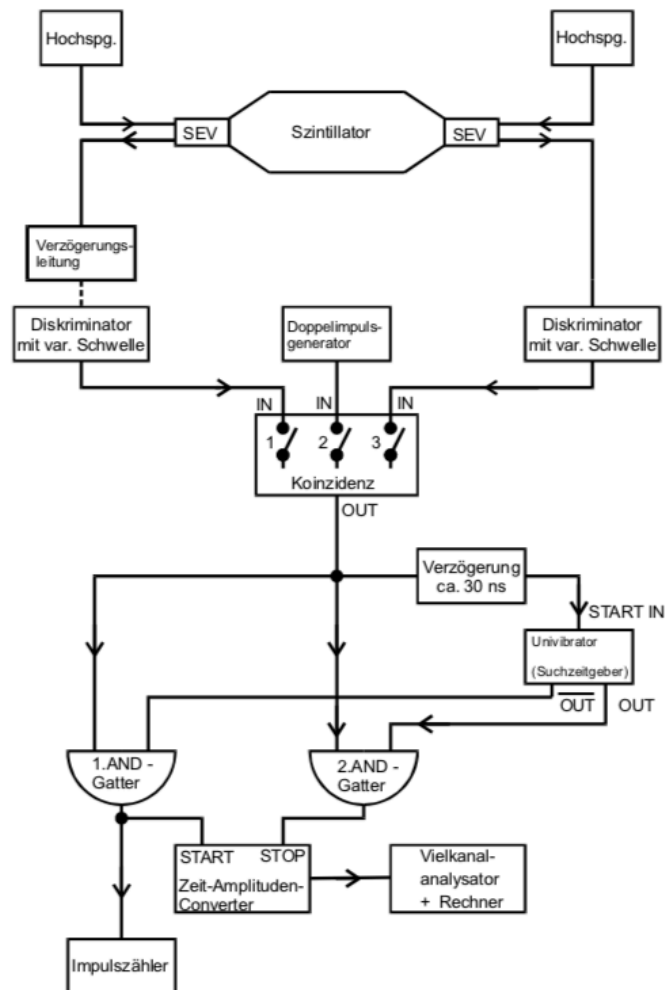 Hochspg.
Hochspg.
SEV
Szintillator
SEV
Verzögerungs-
leitung
Diskriminator
mit var. Schwelle
Doppelimpuls-
generator
Diskriminator
mit var. Schwelle
IN
IN
IN
1
2
3
Koinzidenz
OUT
Verzögerung
ca. 30 ns
START IN
Univibrator
(Suchzeitgeber)
OUT
OUT
1.AND -
Gatter
2.AND -
Gatter
START
STOP
Zeit-Amplituden-
Converter
Vielkanal-
analysator
+ Rechner
Impulszähler